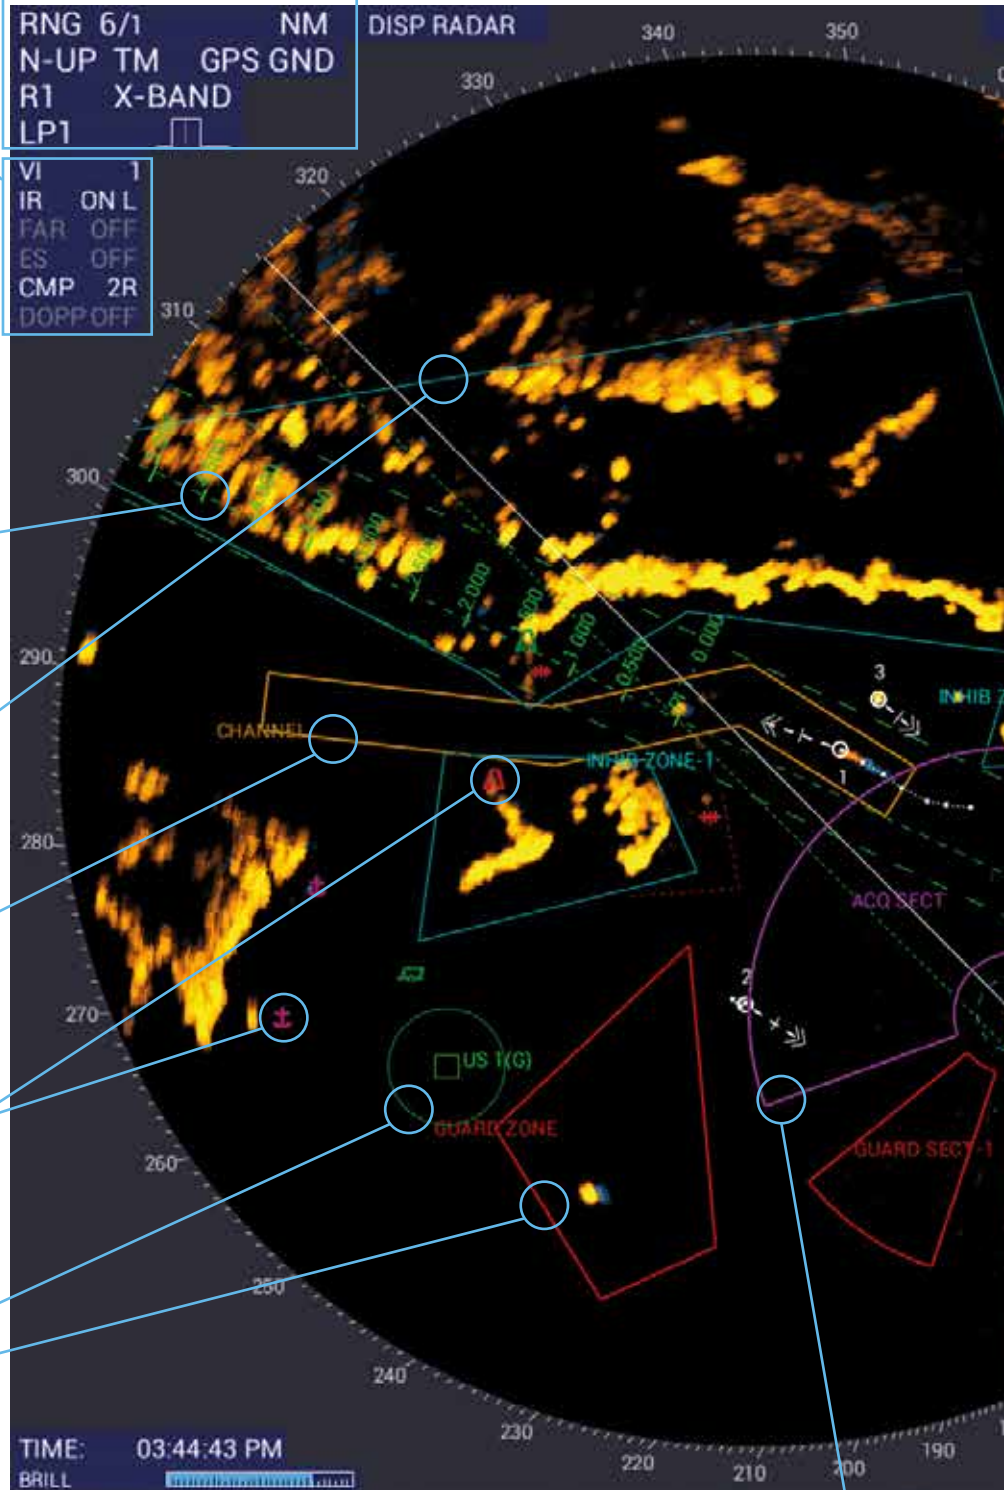 RNG 6/1 NM
N-UP TM GPS GND
R1 X-BAND
LP1
DISP RADAR
VI 1
IR ON L
FAR OFF
ES OFF
CMP 2R
DOPP OFF
350
340
330
320
310
300
290
280
270
260
250
240
230
220
210
200
190
2.000
1.000
0.500
0.000
CHANNEL
INHIB ZONE-1
INHIB
3
1
2
ACQ SECT
US 1(G)
GUARD ZONE
GUARD SECT-1
TIME: 03:44:43 PM
BRILL